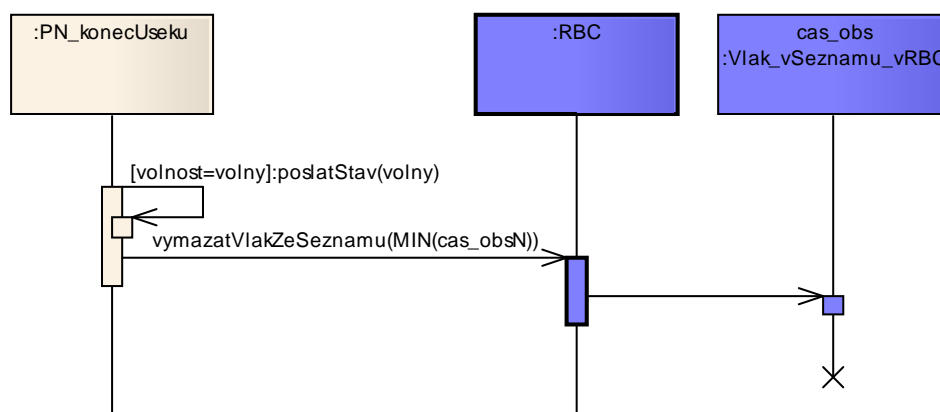 :PN_konecUseku
:RBC
cas_obs
:Vlak_vSeznamu_vRBC
[volnost=volny]:poslatStav(volny)
vymazatVlakZeSeznamu(MIN(cas_obsN))